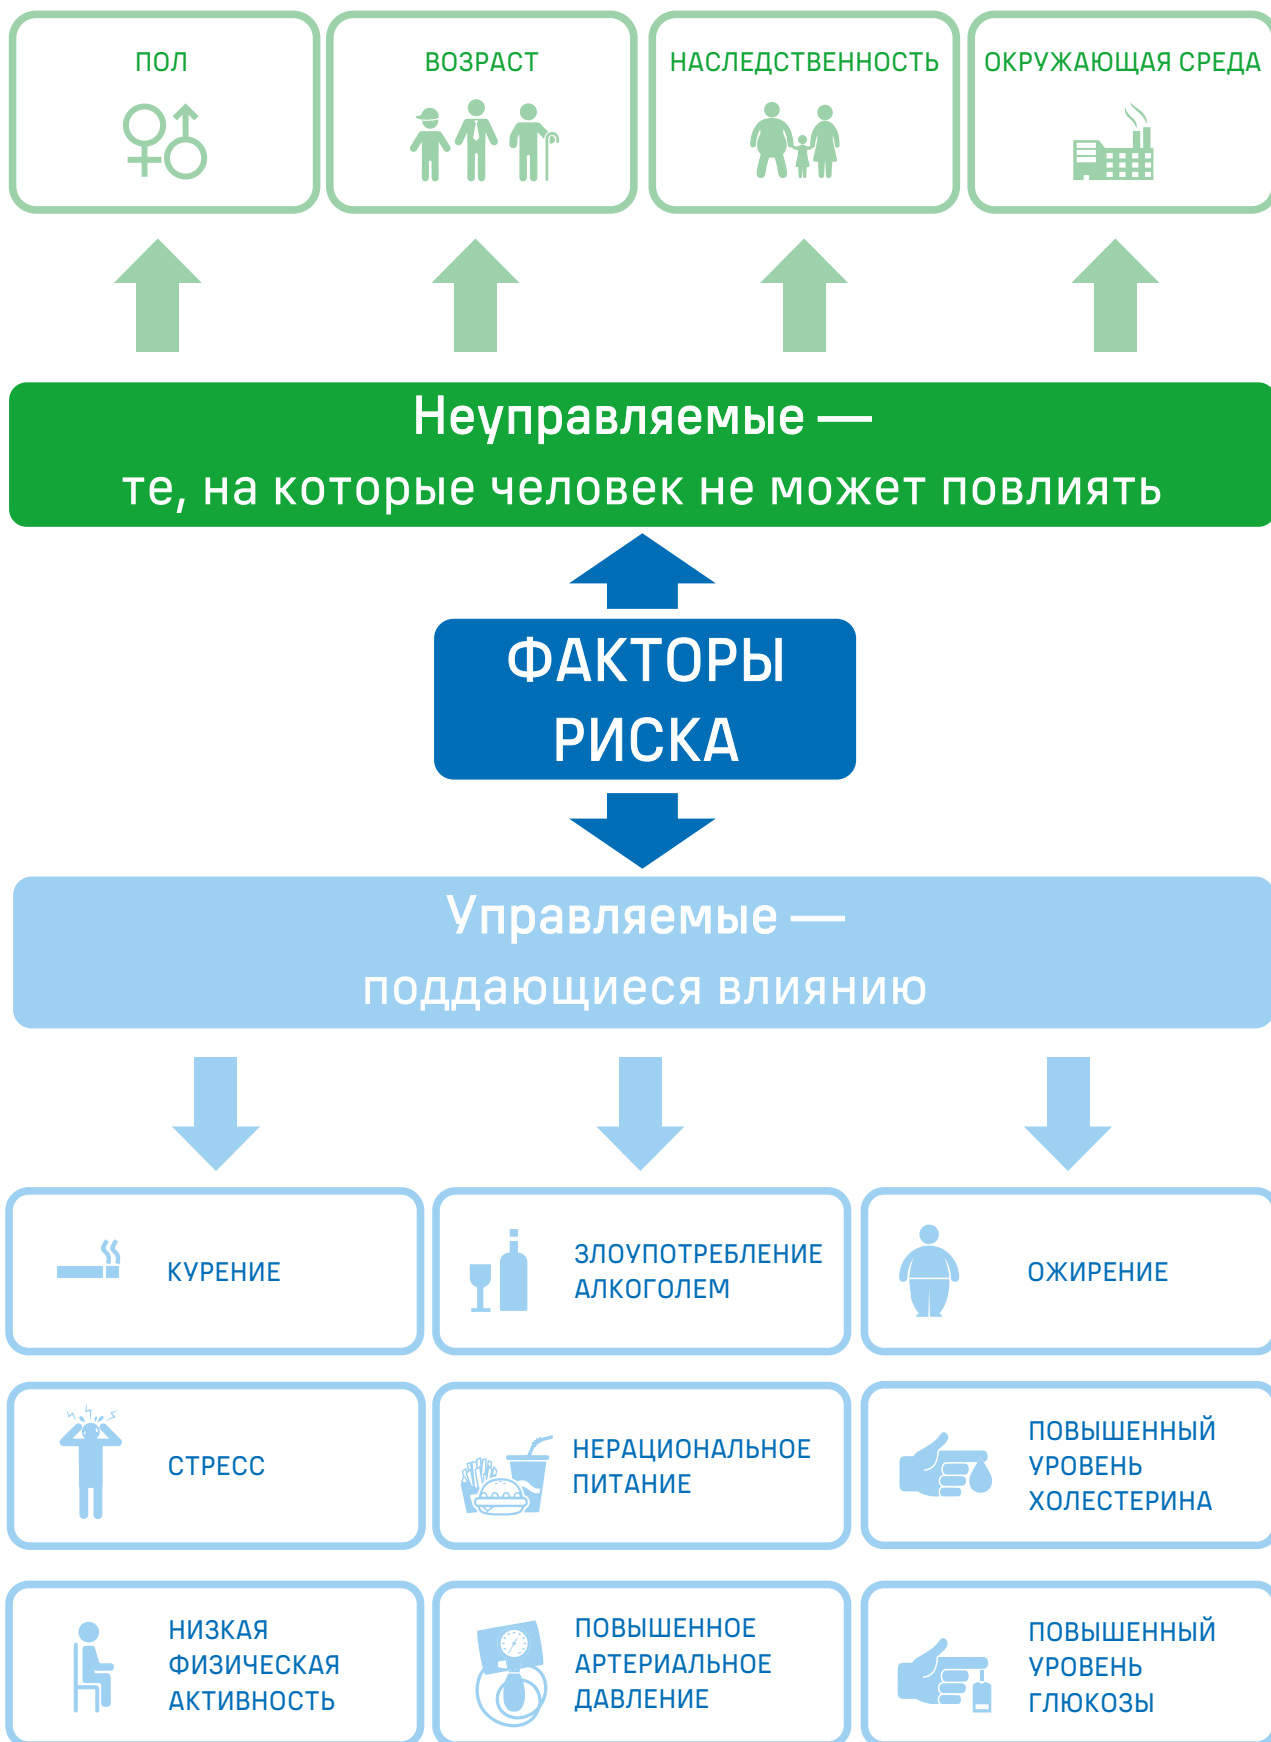 ПОЛ
ВОЗРАСТ
НАСЛЕДСТВЕННОСТЬ
ОКРУЖАЮЩАЯ СРЕДА
Неуправляемые —
те, на которые человек не может повлиять
ФАКТОРЫ
РИСКА
Управляемые —
поддающиеся влиянию
КУРЕНИЕ
ЗЛОУПОТРЕБЛЕНИЕ
АЛКОГОЛЕМ
ОЖИРЕНИЕ
СТРЕСС
НЕРАЦИОНАЛЬНОЕ
ПИТАНИЕ
ПОВЫШЕННЫЙ
УРОВЕНЬ
ХОЛЕСТЕРИНА
НИЗКАЯ
ФИЗИЧЕСКАЯ
АКТИВНОСТЬ
ПОВЫШЕННОЕ
АРТЕРИАЛЬНОЕ
ДАВЛЕНИЕ
ПОВЫШЕННЫЙ
УРОВЕНЬ
ГЛЮКОЗЫ